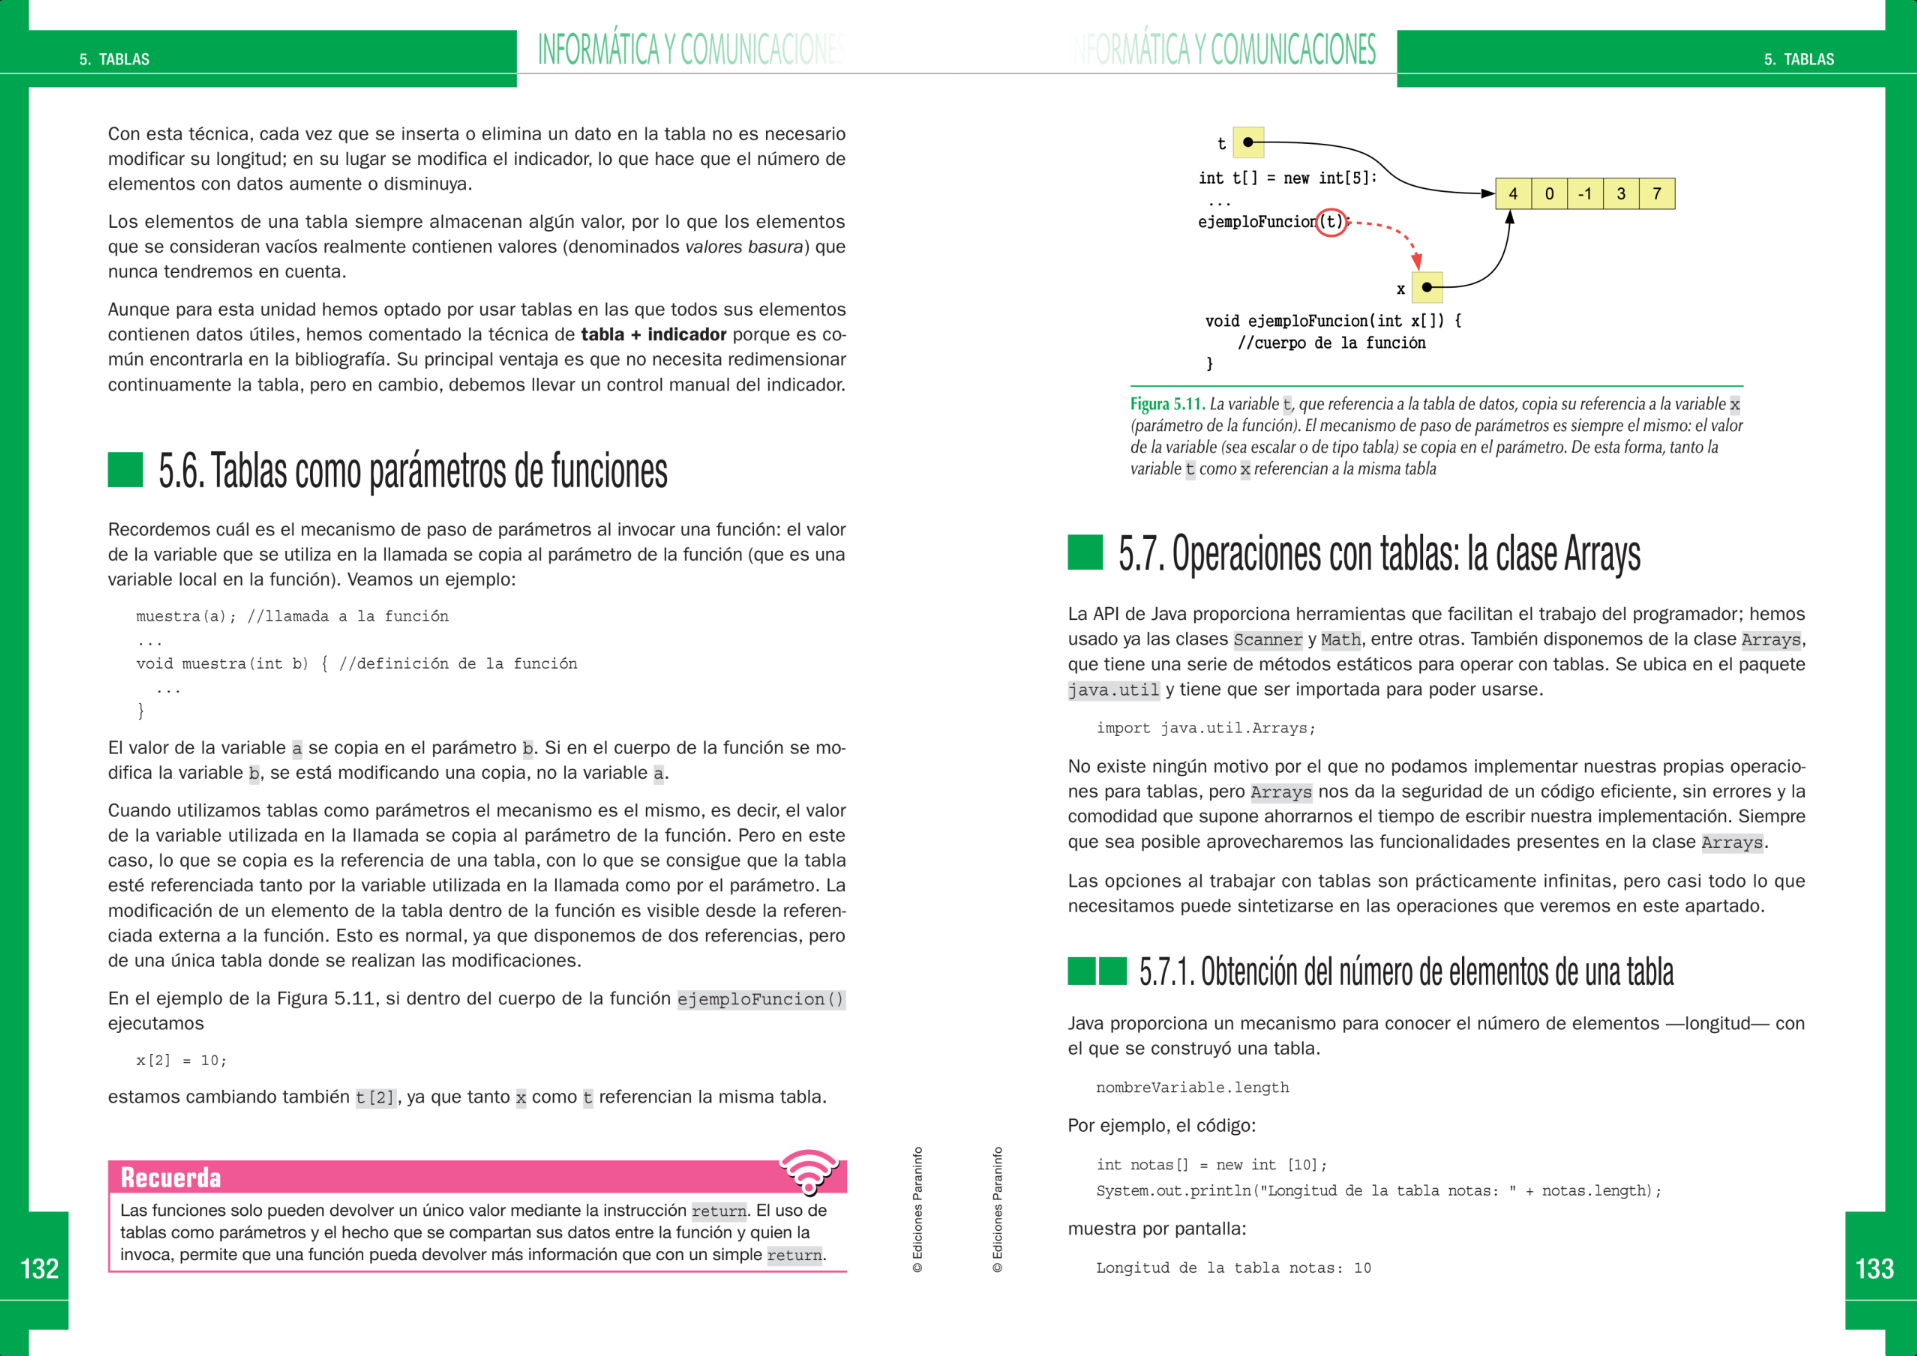 5. TABLAS
INFORMÁTICA Y COMUNICACIONES
Con esta técnica, cada vez que se inserta o elimina un dato en la tabla no es necesario
modificar su longitud; en su lugar se modifica el indicador, lo que hace que el número de
elementos con datos aumente o disminuya.
Los elementos de una tabla siempre almacenan algún valor, por lo que los elementos
que se consideran vacíos realmente contienen valores (denominados valores basura) que
nunca tendremos en cuenta.
Aunque para esta unidad hemos optado por usar tablas en las que todos sus elementos
contienen datos útiles, hemos comentado la técnica de tabla + indicador porque es co-
mún encontrarla en la bibliografía. Su principal ventaja es que no necesita redimensionar
continuamente la tabla, pero en cambio, debemos llevar un control manual del indicador.
5.6. Tablas como parámetros de funciones
Recordemos cuál es el mecanismo de paso de parámetros al invocar una función: el valor
de la variable que se utiliza en la llamada se copia al parámetro de la función (que es una
variable local en la función). Veamos un ejemplo:
muestra(a); //llamada a la función
...
void muestra(int b) { //definición de la función
...
}
El valor de la variable a se copia en el parámetro b. Si en el cuerpo de la función se mo-
difica la variable b, se está modificando una copia, no la variable a.
Cuando utilizamos tablas como parámetros el mecanismo es el mismo, es decir, el valor
de la variable utilizada en la llamada se copia al parámetro de la función. Pero en este
caso, lo que se copia es la referencia de una tabla, con lo que se consigue que la tabla
esté referenciada tanto por la variable utilizada en la llamada como por el parámetro. La
modificación de un elemento de la tabla dentro de la función es visible desde la referen-
ciada externa a la función. Esto es normal, ya que disponemos de dos referencias, pero
de una única tabla donde se realizan las modificaciones.
En el ejemplo de la Figura 5.11, si dentro del cuerpo de la función ejemploFuncion()
ejecutamos
x[2] = 10;
estamos cambiando también t[2], ya que tanto x como t referencian la misma tabla.
Recuerda
Las funciones solo pueden devolver un único valor mediante la instrucción return. El uso de
tablas como parámetros y el hecho que se compartan sus datos entre la función y quien la
invoca, permite que una función pueda devolver más información que con un simple return.
132
© Ediciones Paraninfo
INFORMÁTICA Y COMUNICACIONES
5. TABLAS
t
int t[] = new int[5];
...
ejemploFuncion(t);
4 0 -1 3 7
x
void ejemploFuncion(int x[]) {
//cuerpo de la función
}
Figura 5.11. La variable t, que referencia a la tabla de datos, copia su referencia a la variable x
(parámetro de la función). El mecanismo de paso de parámetros es siempre el mismo: el valor
de la variable (sea escalar o de tipo tabla) se copia en el parámetro. De esta forma, tanto la
variable t como x referencian a la misma tabla
5.7. Operaciones con tablas: la clase Arrays
La API de Java proporciona herramientas que facilitan el trabajo del programador; hemos
usado ya las clases Scanner y Math, entre otras. También disponemos de la clase Arrays,
que tiene una serie de métodos estáticos para operar con tablas. Se ubica en el paquete
java.util y tiene que ser importada para poder usarse.
import java.util.Arrays;
No existe ningún motivo por el que no podamos implementar nuestras propias operacio-
nes para tablas, pero Arrays nos da la seguridad de un código eficiente, sin errores y la
comodidad que supone ahorrarnos el tiempo de escribir nuestra implementación. Siempre
que sea posible aprovecharemos las funcionalidades presentes en la clase Arrays.
Las opciones al trabajar con tablas son prácticamente infinitas, pero casi todo lo que
necesitamos puede sintetizarse en las operaciones que veremos en este apartado.
5.7.1. Obtención del número de elementos de una tabla
Java proporciona un mecanismo para conocer el número de elementos —longitud— con
el que se construyó una tabla.
nombreVariable.length
Por ejemplo, el código:
int notas[] = new int [10];
System.out.println("Longitud de la tabla notas: " + notas.length);
muestra por pantalla:
Longitud de la tabla notas: 10
© Ediciones Paraninfo
133